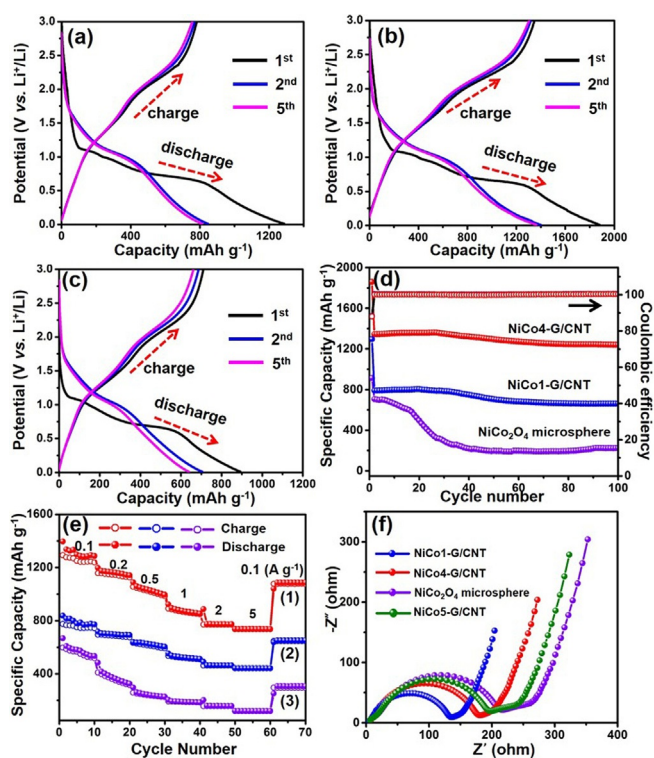 (a)
1st
2nd
5th
charge
discharge
Potential (V vs. Li+/Li)
3.0
2.5
2.0
1.5
1.0
0.5
0.0
0 400 800 1200
Capacity (mAh g-1)
(b)
1st
2nd
5th
charge
discharge
Potential (V vs. Li+/Li)
3.0
2.5
2.0
1.5
1.0
0.5
0.0
0 400 800 1200 1600 2000
Capacity (mAh g-1)
(c)
1st
2nd
5th
charge
discharge
Potential (V vs. Li+/Li)
3.0
2.5
2.0
1.5
1.0
0.5
0.0
0 200 400 600 800 1000 1200
Capacity (mAh g-1)
(d)
NiCo4-G/CNT
NiCo1-G/CNT
NiCo2O4 microsphere
Specific Capacity (mAh g-1)
2000
1600
1200
800
400
0
100
80
60
40
20
0
Coulombic efficiency
0 20 40 60 80 100
Cycle number
(e)
Charge
Discharge
0.1
0.2
0.5
1
2
5
0.1 (A g-1)
(1)
(2)
(3)
Specific Capacity (mAh g-1)
1600
1200
800
400
0 10 20 30 40 50 60 70
Cycle Number
(f)
NiCo1-G/CNT
NiCo4-G/CNT
NiCo2O4 microsphere
NiCo5-G/CNT
-Z″ (ohm)
-300
-250
-200
-150
-100
-50
0
0 100 200 300 400
Z′ (ohm)